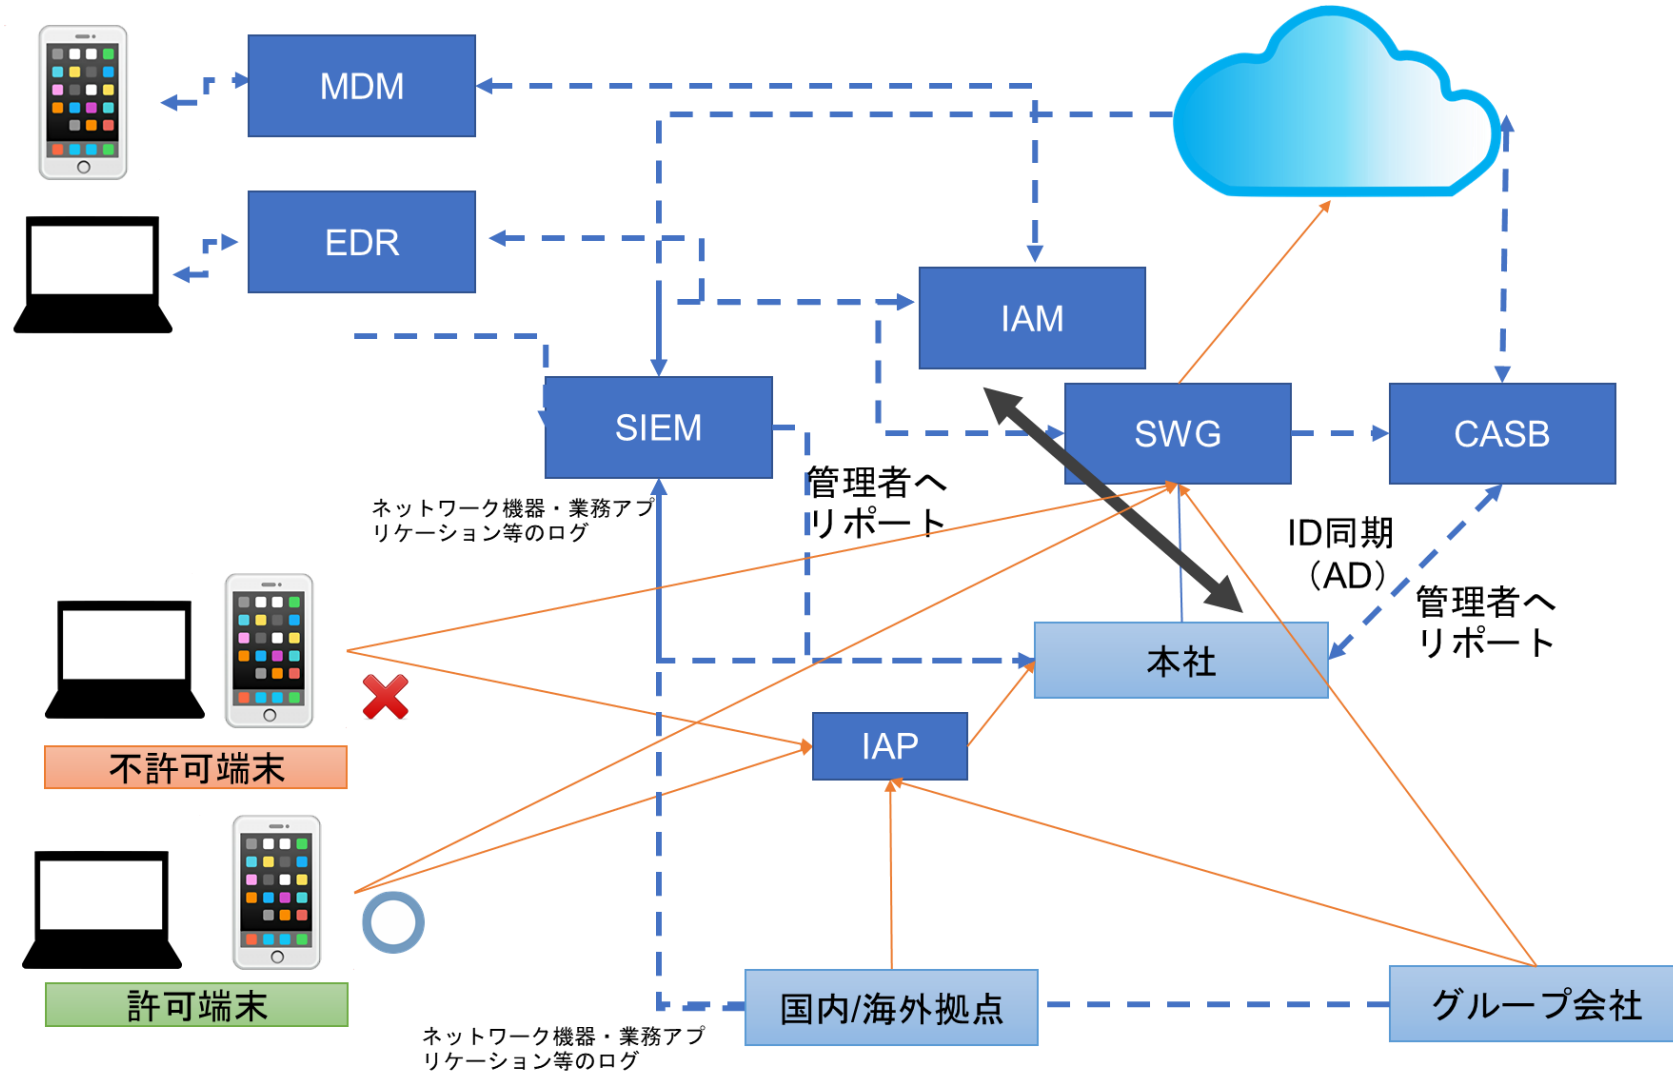 MDM
EDR
IAM
SIEM
SWG
CASB
管理者へ
リポート
ネットワーク機器・業務アプ
リケーション等のログ
ID同期
（AD）
管理者へ
リポート
本社
IAP
不許可端末
許可端末
国内/海外拠点
グループ会社
ネットワーク機器・業務アプ
リケーション等のログ